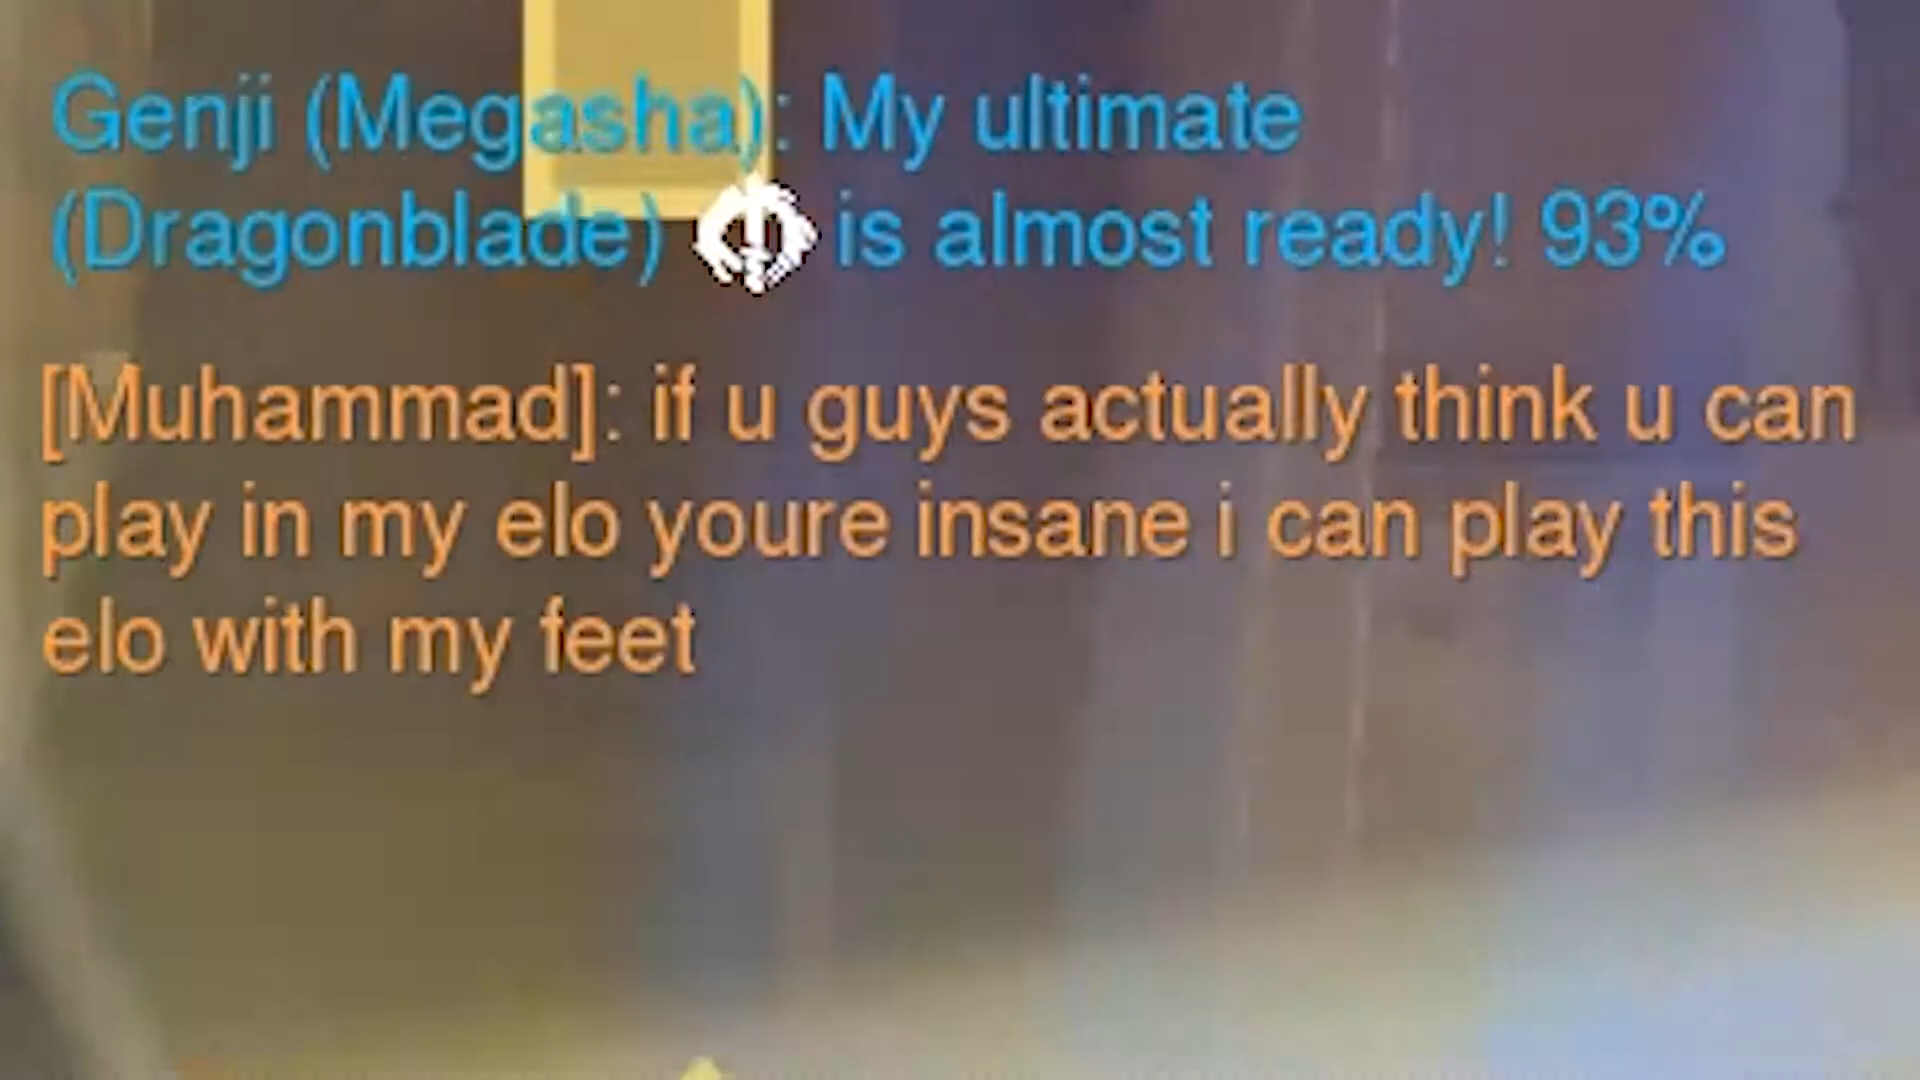 Genji (Megasha): My ultimate
(Dragonblade) is almost ready! 93%
[Muhammad]: if u guys actually think u can
play in my elo youre insane i can play this
elo with my feet